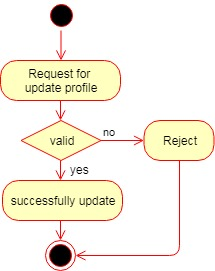 Request for
update profile
valid
no
Reject
yes
successfully update